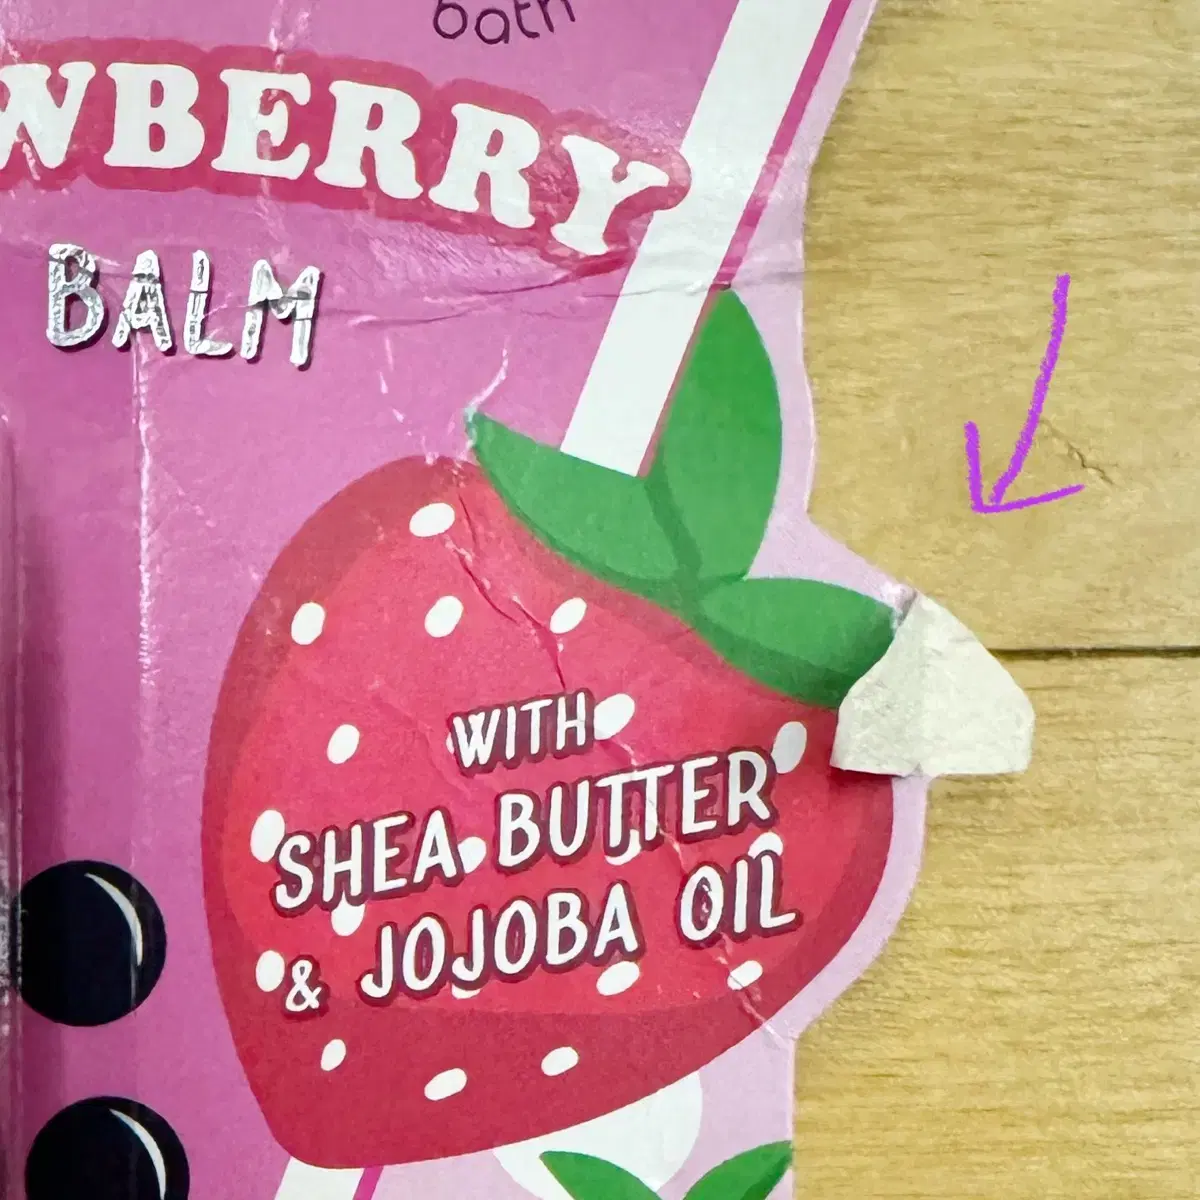 bath
WBERRY
BALM
WITH
SHEA BUTTER
& JOJOBA OIL